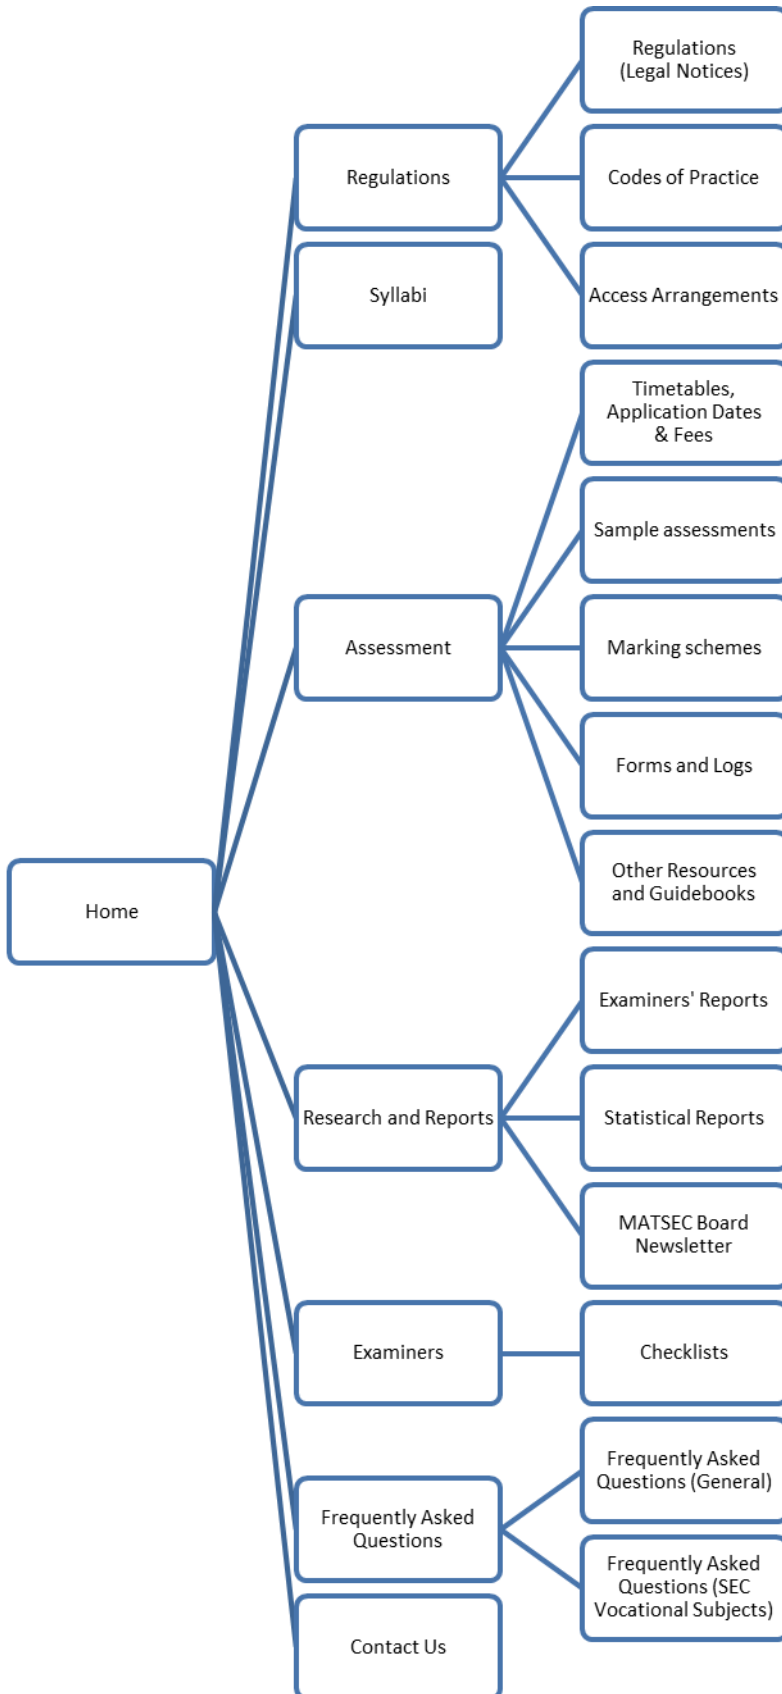 Home
Regulations
Regulations
(Legal Notices)
Codes of Practice
Access Arrangements
Syllabi
Assessment
Timetables,
Application Dates
& Fees
Sample assessments
Marking schemes
Forms and Logs
Other Resources
and Guidebooks
Research and Reports
Examiners' Reports
Statistical Reports
MATSEC Board
Newsletter
Examiners
Checklists
Frequently Asked
Questions
Frequently Asked
Questions (General)
Frequently Asked
Questions (SEC
Vocational Subjects)
Contact Us